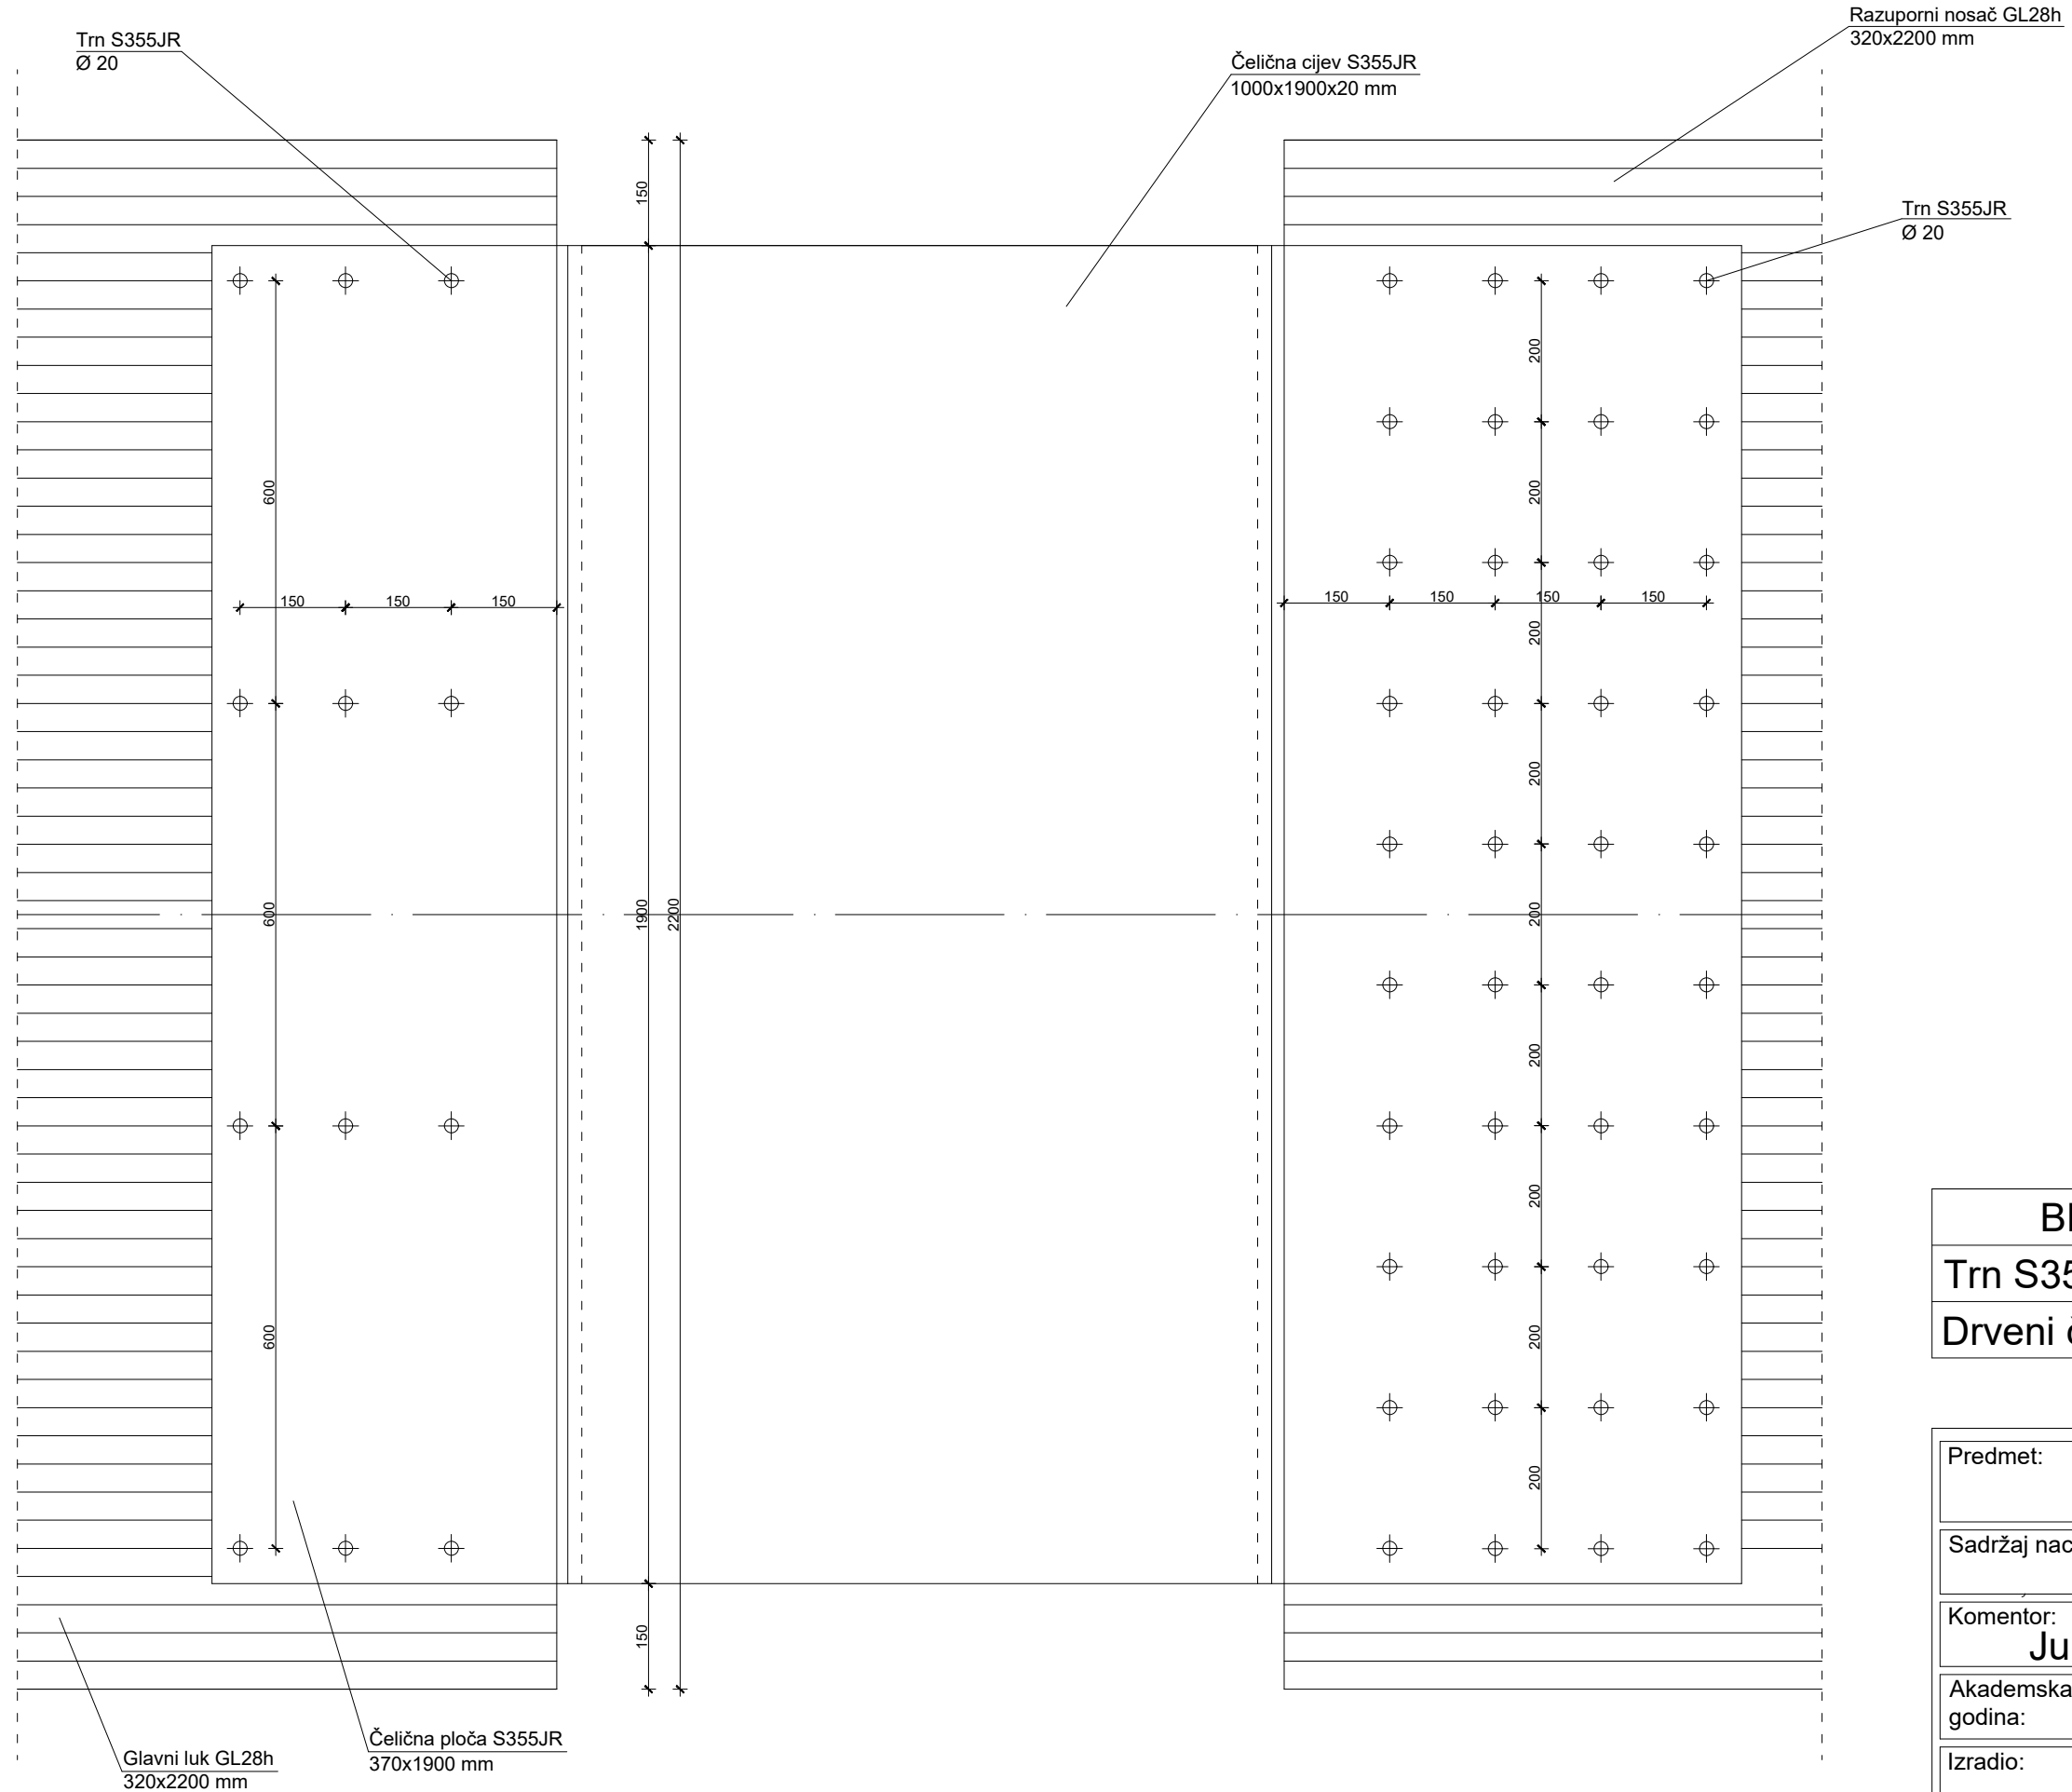 Razuporni nosač GL28h
320x2200 mm
Trn S355JR
Ø 20
Čelična cijev S355JR
1000x1900x20 mm
Trn S355JR
Ø 20
150
200
600
200
150 150 150
150 150 150 150
200
200
600
1900
2200
200
200
200
600
200
200
150
Čelična ploča S355JR
370x1900 mm
Glavni luk GL28h
320x2200 mm
Trn S35
Drveni
Predmet:
Sadržaj
Komentor:
Ju
Akademska
godina:
Izradio: